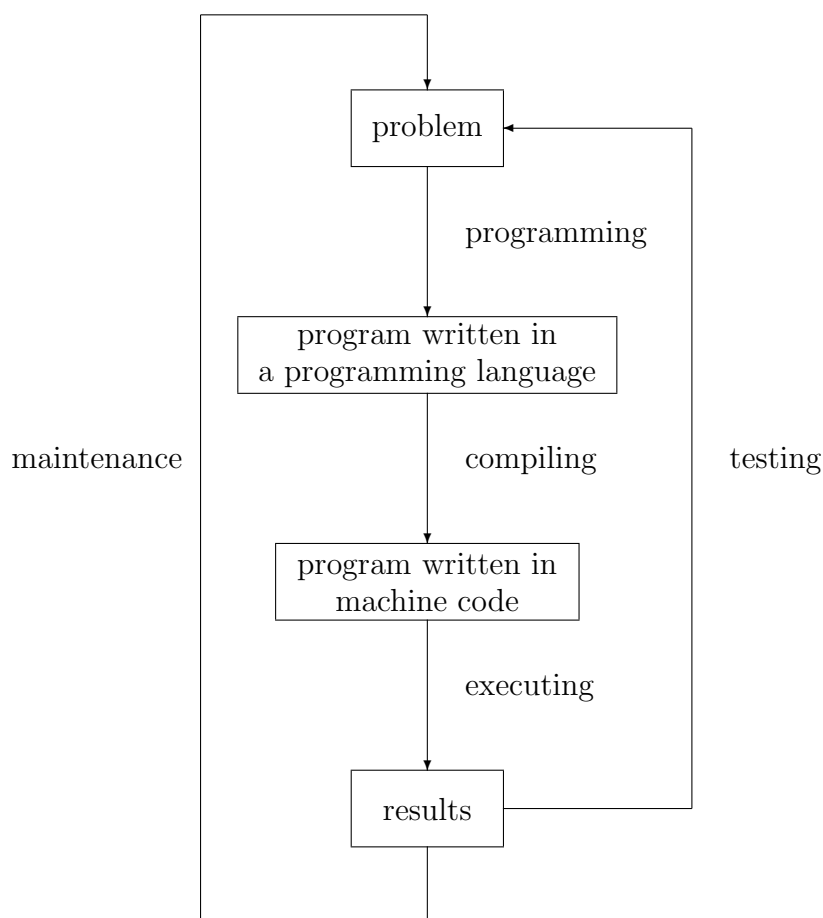 problem
programming
program written in
a programming language
maintenance
compiling
testing
program written in
machine code
executing
results